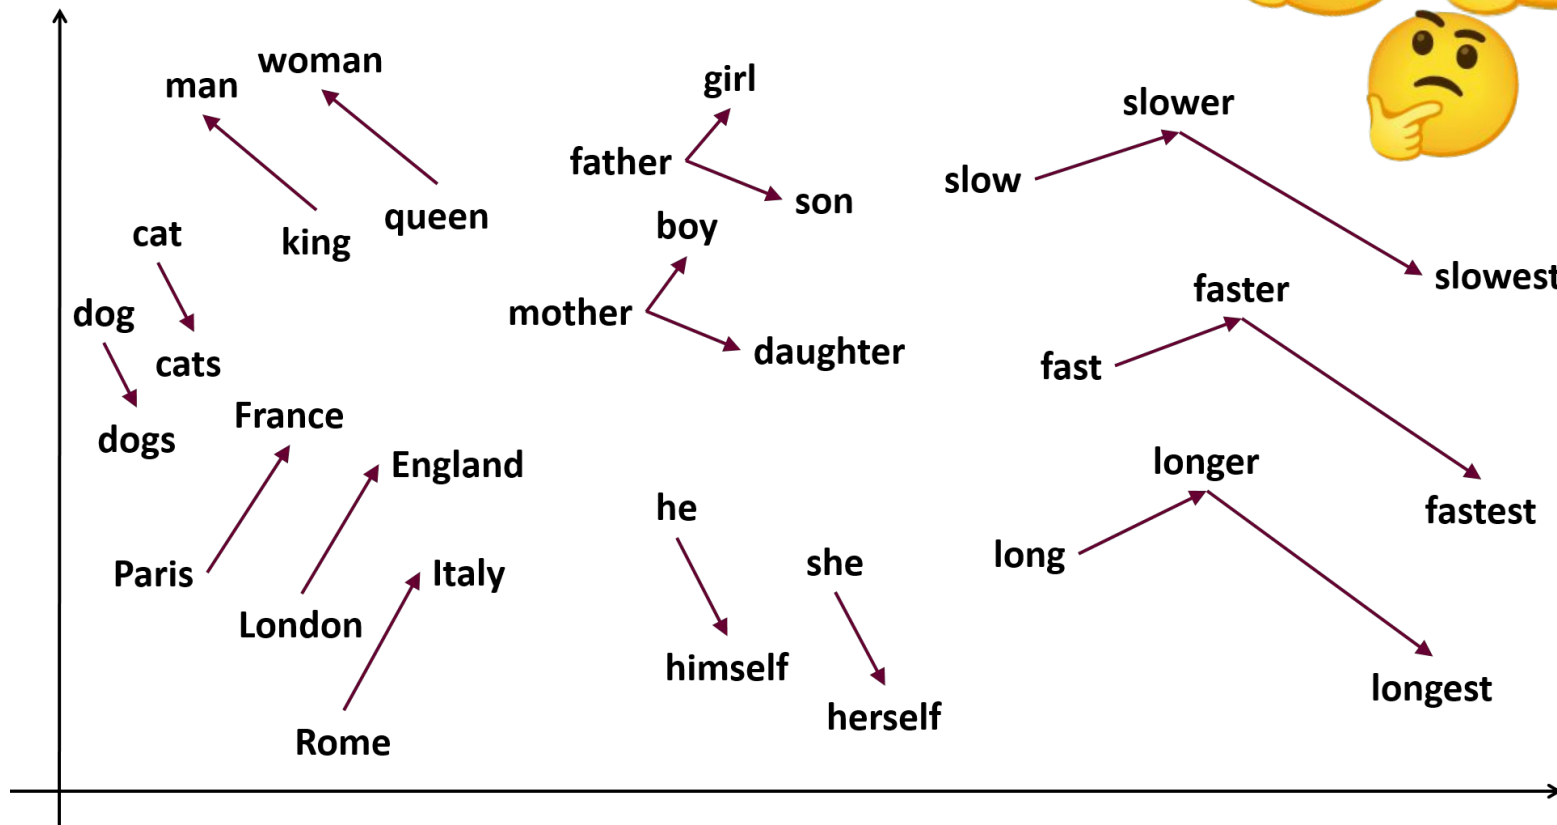 woman
man
girl
slower
father
slow
son
queen
boy
cat
king
slowest
faster
dog
mother
daughter
cats
fast
France
dogs
England
longer
he
fastest
long
she
Paris
Italy
London
himself
longest
herself
Rome